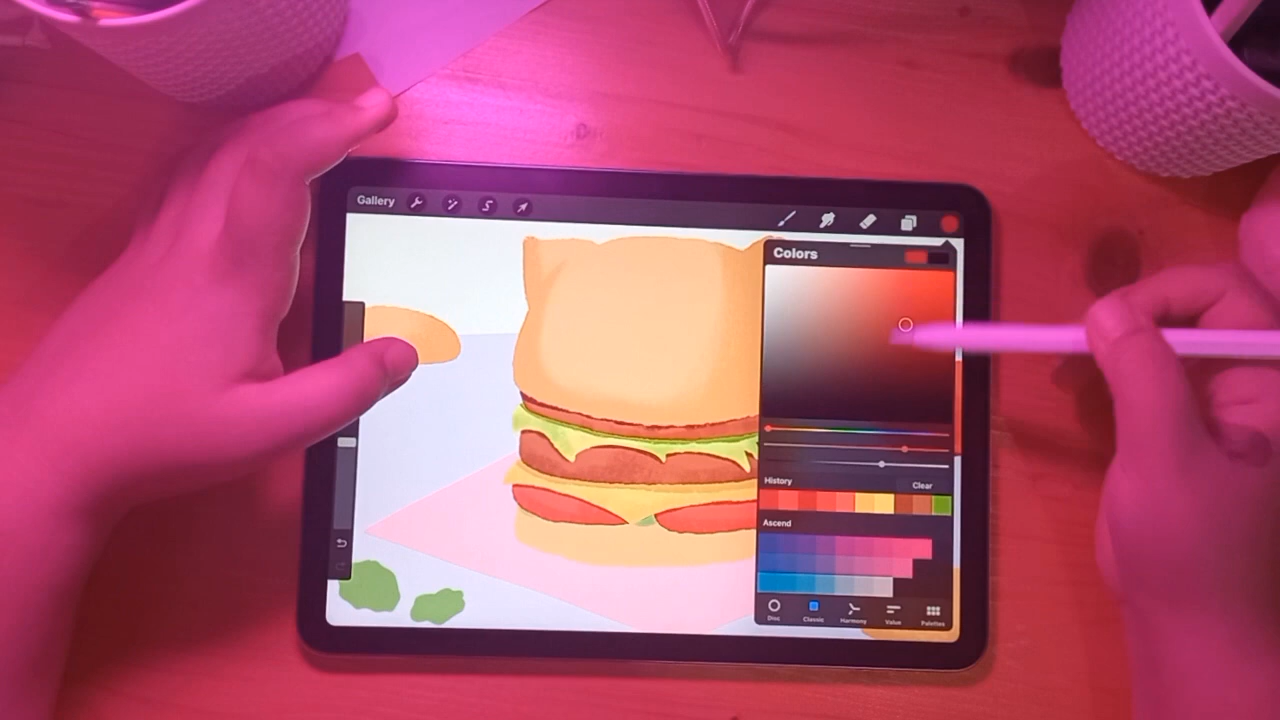 Gallery
Colors
History Clear
Ascend
Disc Classic Harmony Value Palettes